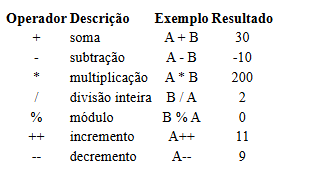 Operador Descrição Exemplo Resultado
+ soma A + B 30
- subtração A - B -10
* multiplicação A * B 200
/ divisão inteira B / A 2
% módulo B % A 0
++ incremento A++ 11
-- decremento A-- 9